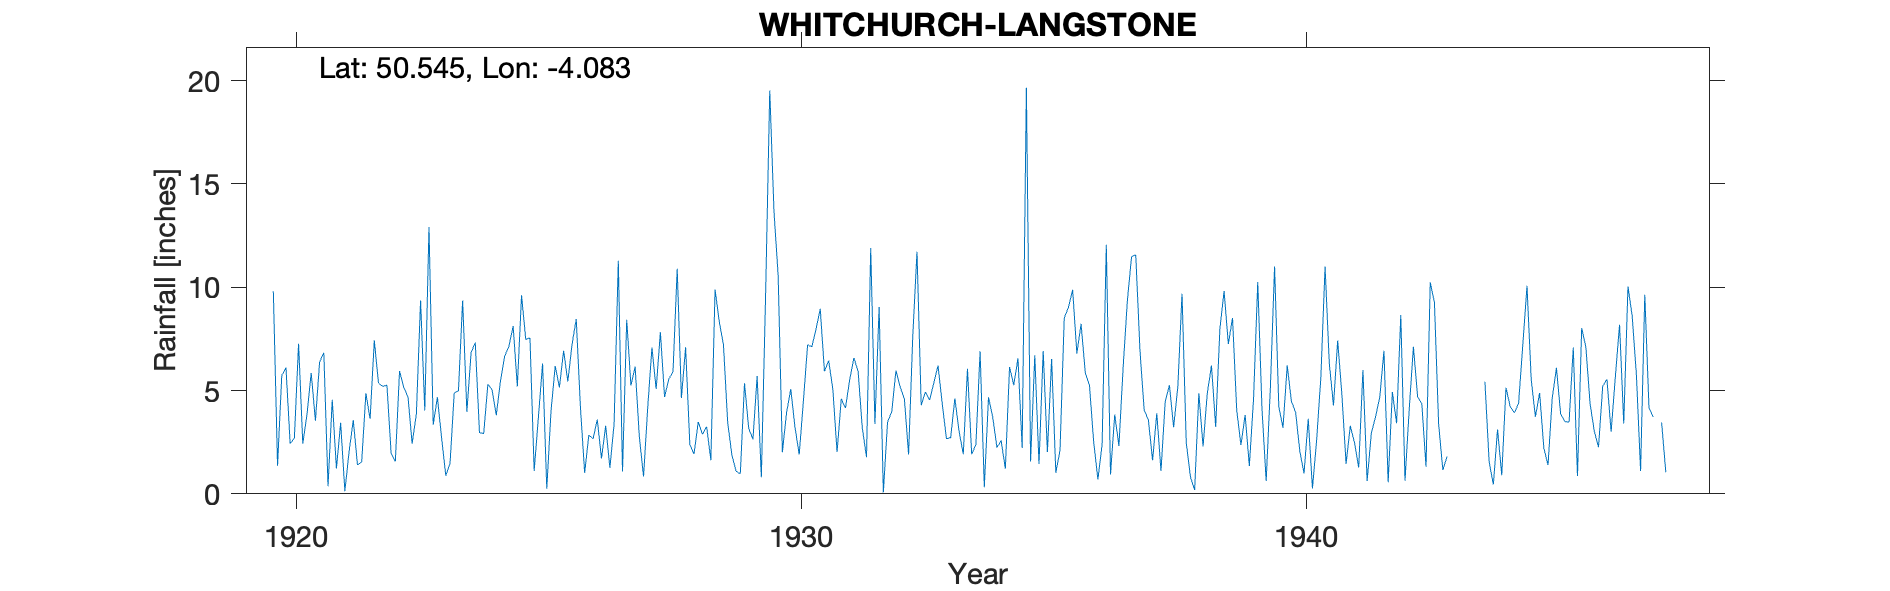 WHITCHURCH-LANGSTONE
Lat: 50.545, Lon: -4.083
20
15
10
5
0
Rainfall [inches]
1920 1930 1940
Year